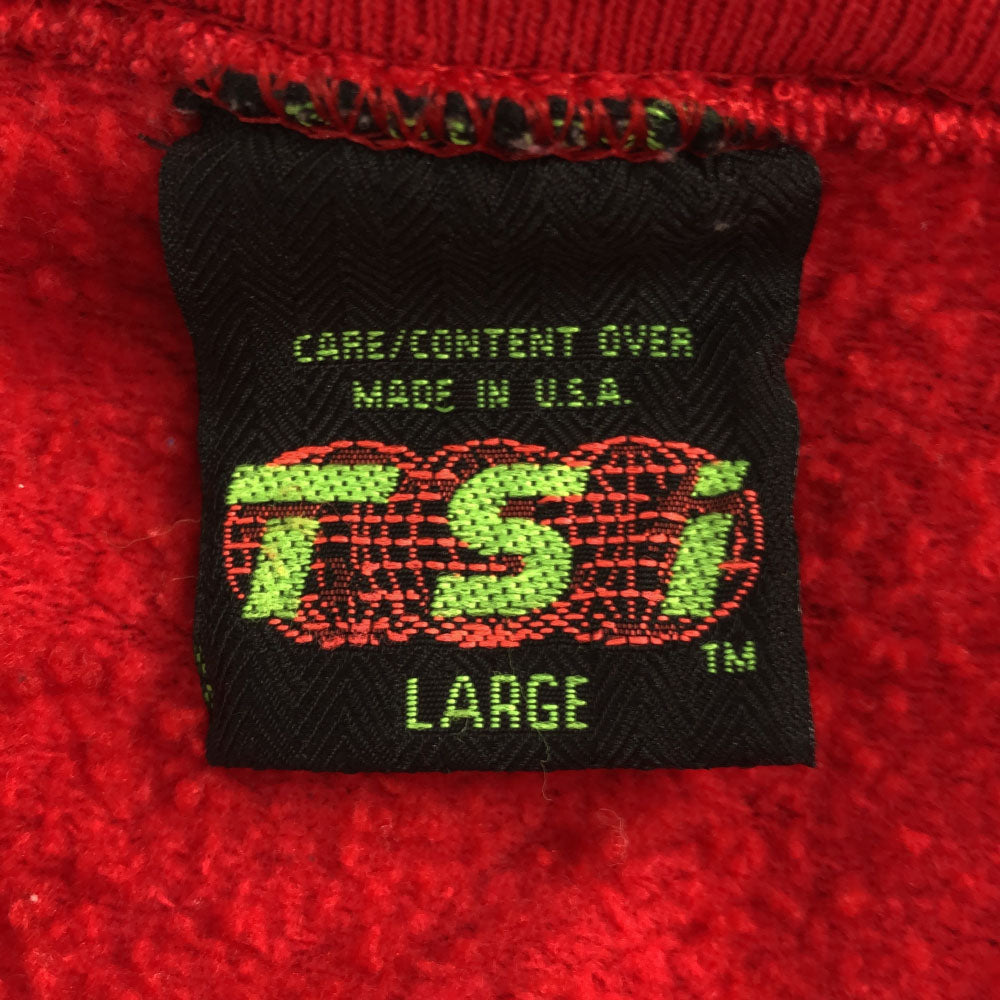 CARE/CONTENT OVER
MADE IN U.S.A.
TSi
TM
LARGE